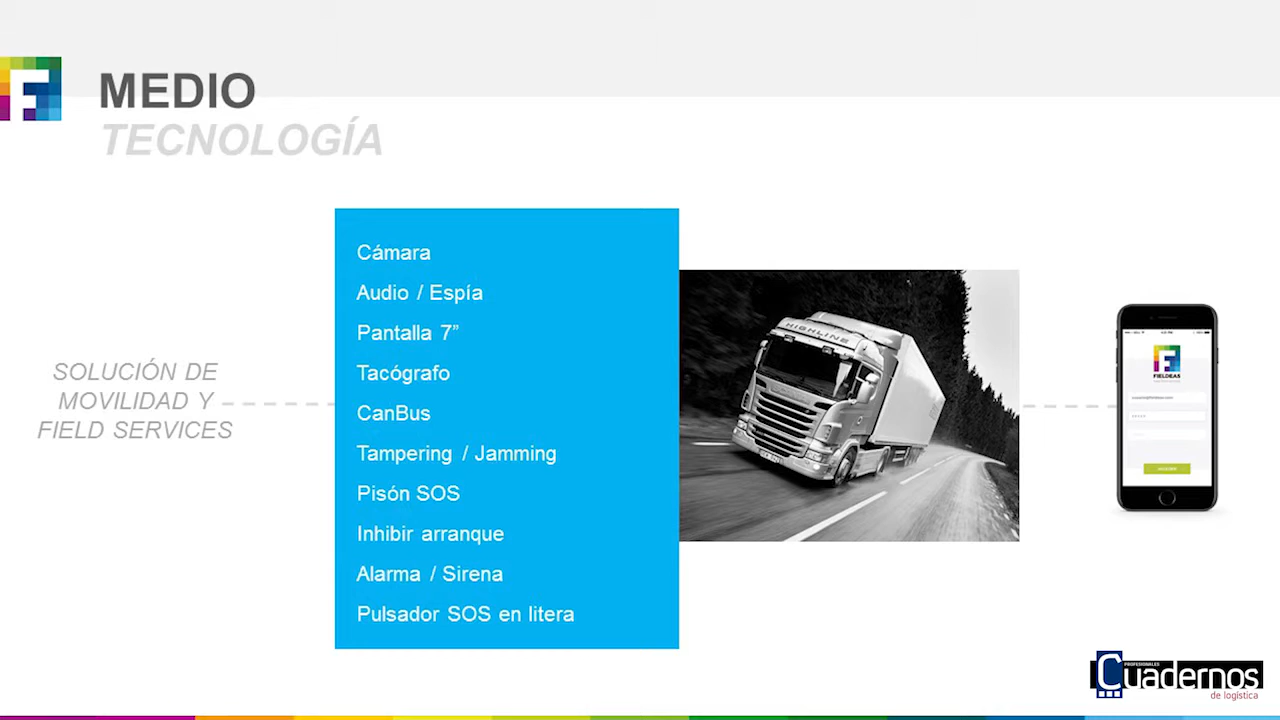 F
MEDIO
TECNOLOGÍA
SOLUCIÓN DE
MOVILIDAD Y
FIELD SERVICES
Cámara
Audio / Espía
Pantalla 7”
Tacógrafo
CanBus
Tampering / Jamming
Pisón SOS
Inhibir arranque
Alarma / Sirena
Pulsador SOS en litera
HIGHLINE
F
FIELDEAS
PROFESIONALES
Cuadernos
de logística